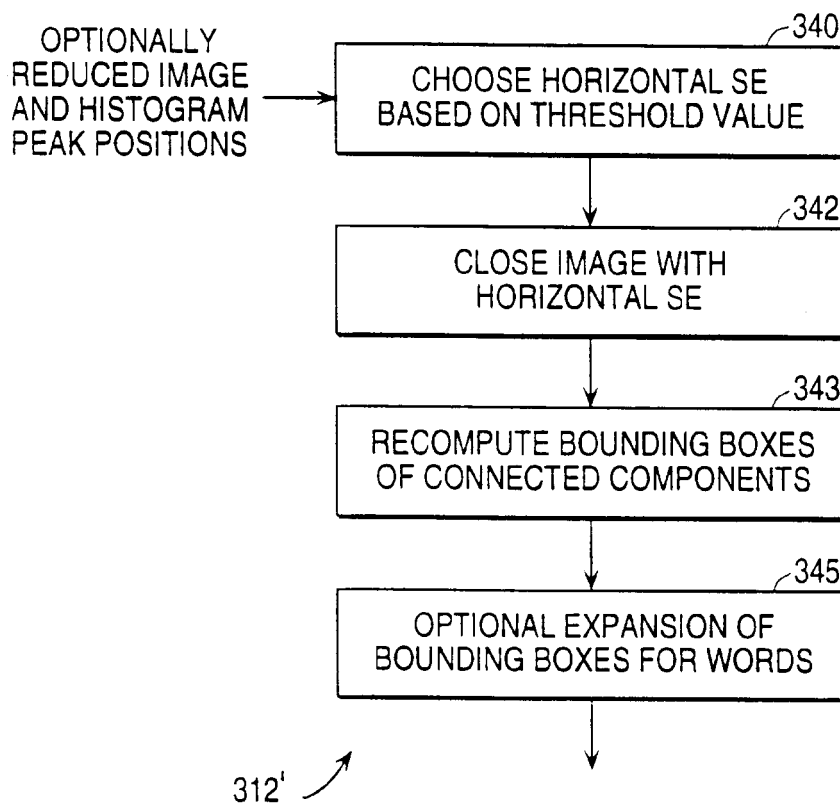 OPTIONALLY
REDUCED IMAGE
AND HISTOGRAM
PEAK POSITIONS
340
CHOOSE HORIZONTAL SE
BASED ON THRESHOLD VALUE
342
CLOSE IMAGE WITH
HORIZONTAL SE
343
RECOMPUTE BOUNDING BOXES
OF CONNECTED COMPONENTS
345
OPTIONAL EXPANSION OF
BOUNDING BOXES FOR WORDS
312'